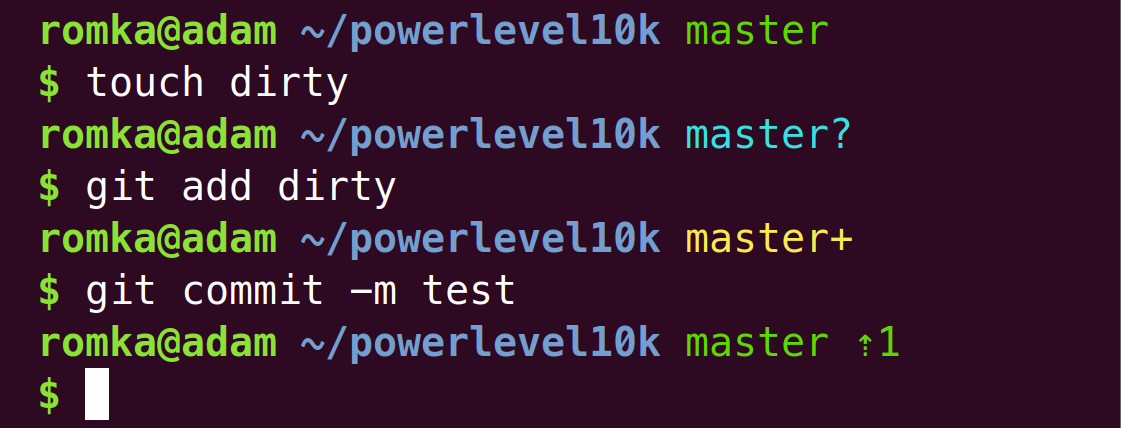 romka@adam ~/powerlevel10k master
$ touch dirty
romka@adam ~/powerlevel10k master?
$ git add dirty
romka@adam ~/powerlevel10k master+
$ git commit -m test
romka@adam ~/powerlevel10k master ⇡1
$